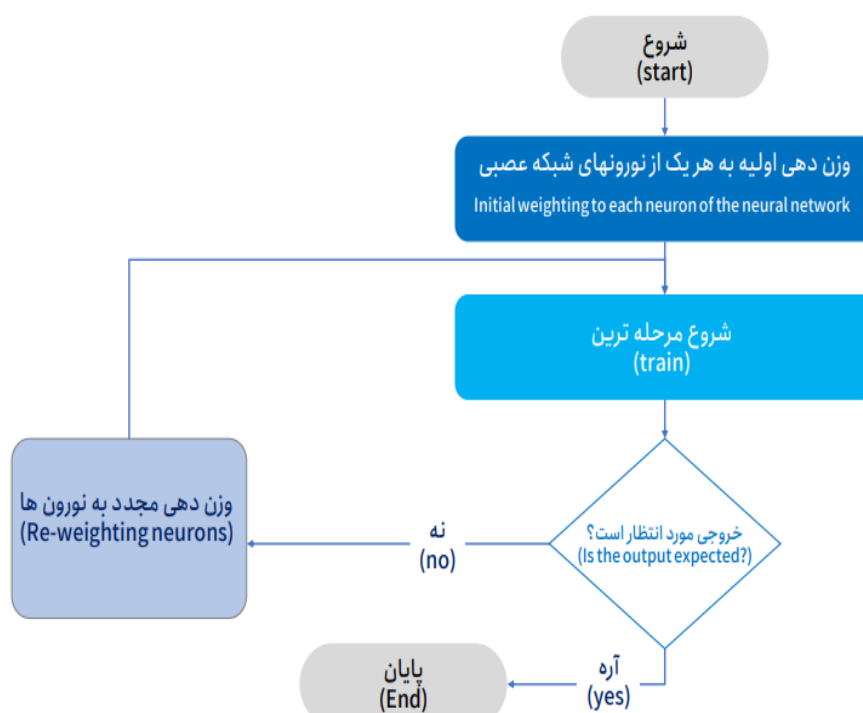 شروع
(start)
وزن دهی اولیه به هر یک از نورونهای شبکه عصبی
Initial weighting to each neuron of the neural network
شروع مرحله ترین
(train)
خروجی مورد انتظار است؟
(Is the output expected?)
نه
(no)
وزن دهی مجدد به نورون ها
(Re-weighting neurons)
آره
(yes)
پایان
(End)